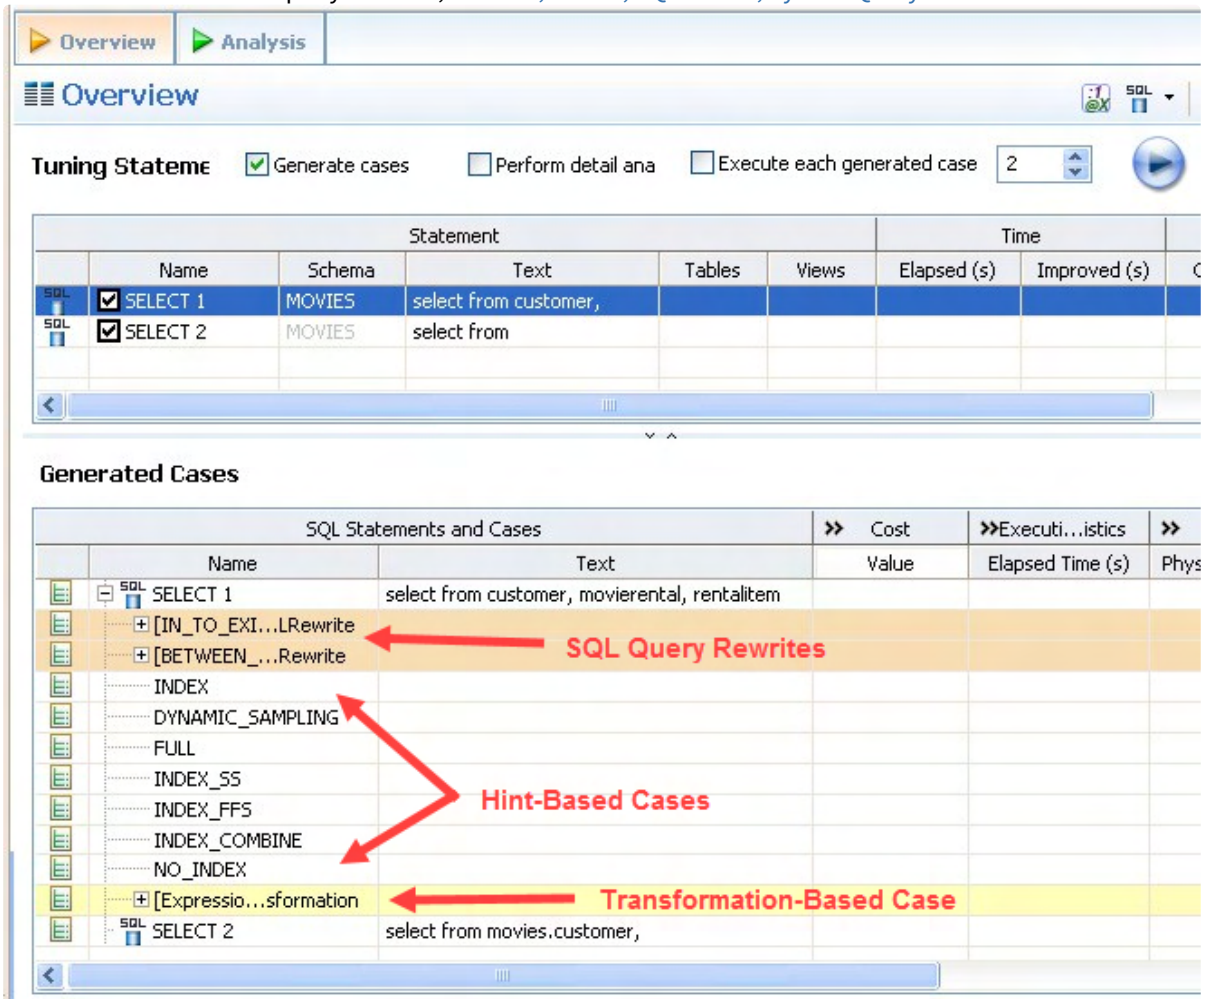 Overview Analysis
Overview SQL
Tuning Stateme Generate cases Perform detail ana Execute each generated case 2
Statement Time
Name Schema Text Tables Views Elapsed (s) Improved (s)
SQL SELECT 1 MOVIES select from customer,
SQL SELECT 2 MOVIES select from
Generated Cases
SQL Statements and Cases Cost Executi...istics
Name Text Value Elapsed Time (s) Phys
SQL SELECT 1 select from customer, movierental, rentalitem
[IN_TO_EXI...LRewrite
SQL Query Rewrites
[BETWEEN_...Rewrite
INDEX
DYNAMIC_SAMPLING
FULL
INDEX_SS
Hint-Based Cases
INDEX_FFS
INDEX_COMBINE
NO_INDEX
[Expressio...sformation Transformation-Based Case
SQL SELECT 2 select from movies.customer,